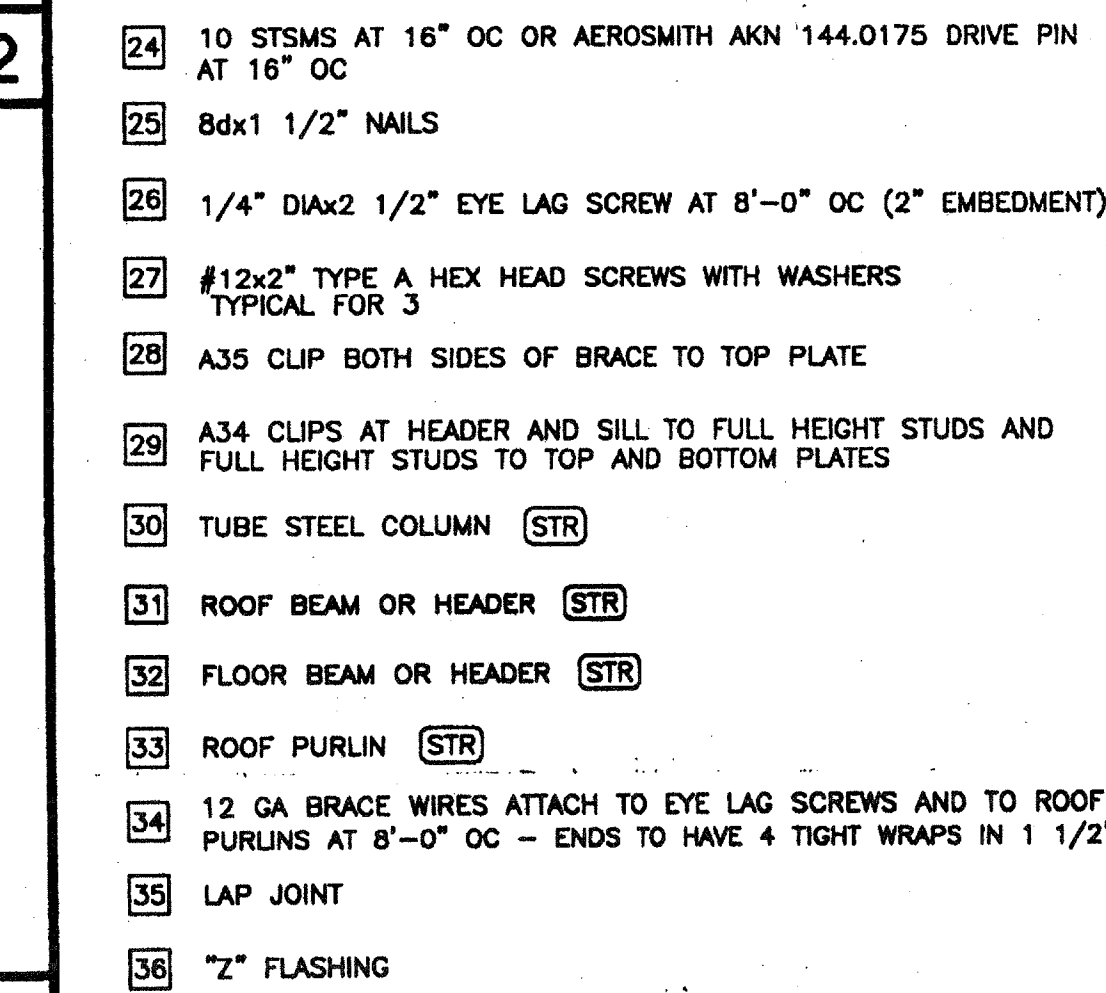 2
24 10 STSMS AT 16" OC OR AEROSMITH AKN 144.0175 DRIVE PIN
AT 16" OC
25 8dx1 1/2" NAILS
26 1/4" DIAx2 1/2" EYE LAG SCREW AT 8'-0" OC (2" EMBEDMENT)
27 #12x2" TYPE A HEX HEAD SCREWS WITH WASHERS
TYPICAL FOR 3
28 A35 CLIP BOTH SIDES OF BRACE TO TOP PLATE
29 A34 CLIPS AT HEADER AND SILL TO FULL HEIGHT STUDS AND
FULL HEIGHT STUDS TO TOP AND BOTTOM PLATES
30 TUBE STEEL COLUMN STR
31 ROOF BEAM OR HEADER STR
32 FLOOR BEAM OR HEADER STR
33 ROOF PURLIN STR
34 12 GA BRACE WIRES ATTACH TO EYE LAG SCREWS AND TO ROOF
PURLINS AT 8'-0" OC - ENDS TO HAVE 4 TIGHT WRAPS IN 1 1/2"
35 LAP JOINT
36 "Z" FLASHING